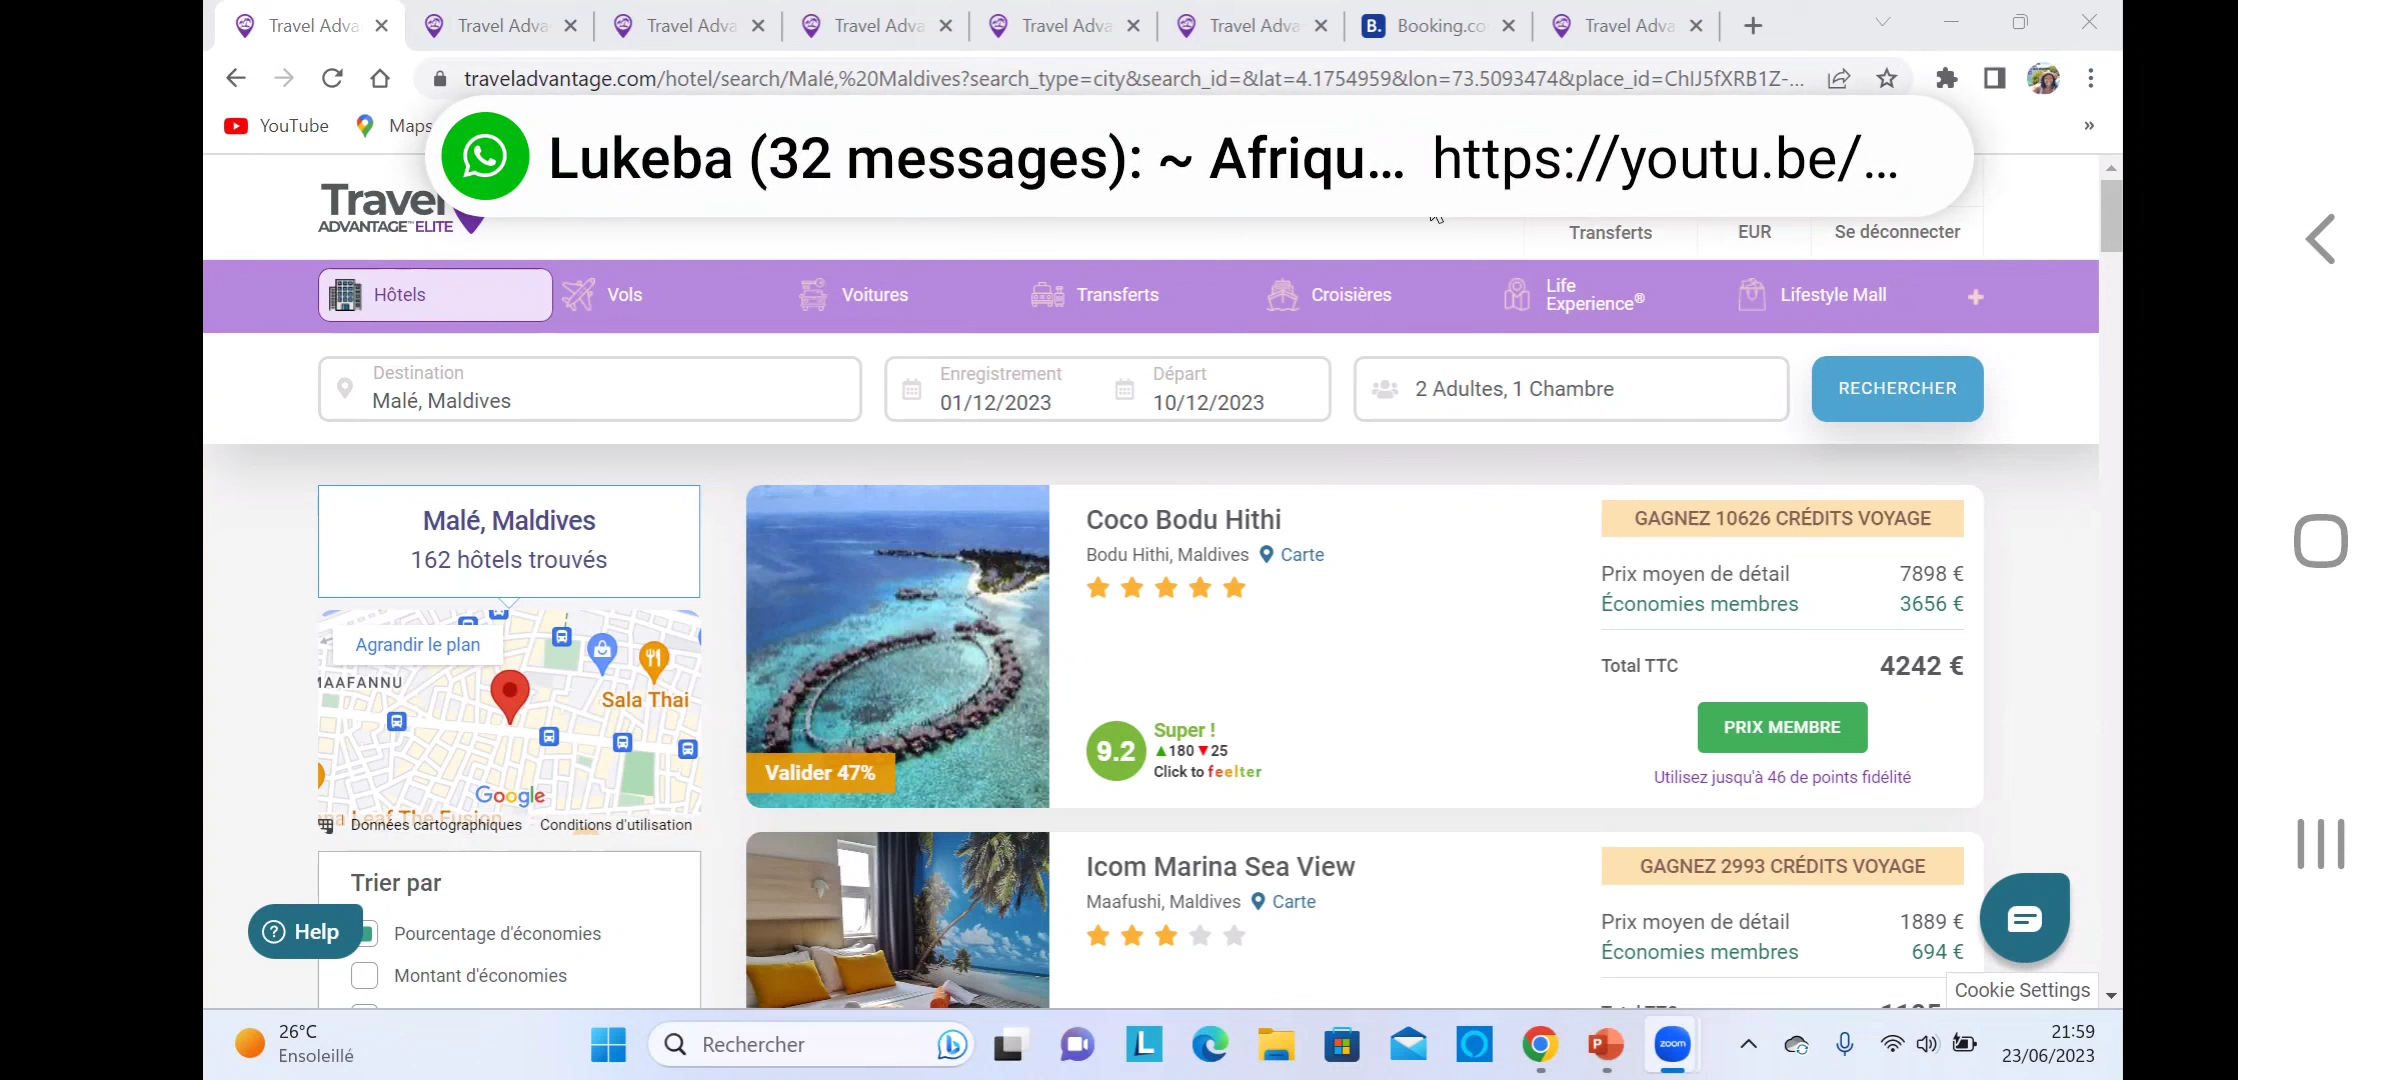 Travel Adva
Travel Adva
Travel Adva
Travel Adva
Travel Adva
Travel Adva
B. Booking.co
Travel Adva
traveladvantage.com/hotel/search/Malé,%20Maldives?search_type=city&search_id=&lat=4.1754959&lon=73.5093474&place_id=ChIJ5fXRB1Z-...
YouTube
Maps
»
Lukeba (32 messages): ~ Afriqu... https://youtu.be/...
Travel
ADVANTAGE™ ELITE
Transferts
EUR
Se déconnecter
Hôtels
Vols
Voitures
Transferts
Croisières
Life
Experience®
Lifestyle Mall
Destination
Malé, Maldives
Enregistrement
01/12/2023
Départ
10/12/2023
2 Adultes, 1 Chambre
RECHERCHER
Malé, Maldives
162 hôtels trouvés
Agrandir le plan
MAAFANNU
Sala Thai
Google
Données cartographiques
Conditions d'utilisation
Trier par
Pourcentage d'économies
Montant d'économies
Help
Coco Bodu Hithi
Bodu Hithi, Maldives Carte
Valider 47%
9.2
Super !
▲180 ▼25
Click to feelter
GAGNEZ 10626 CRÉDITS VOYAGE
Prix moyen de détail 7898 €
Économies membres 3656 €
Total TTC 4242 €
PRIX MEMBRE
Utilisez jusqu'à 46 de points fidélité
Icom Marina Sea View
Maafushi, Maldives Carte
GAGNEZ 2993 CRÉDITS VOYAGE
Prix moyen de détail 1889 €
Économies membres 694 €
Cookie Settings
26°C
Ensoleillé
Rechercher
L
P
zoom
21:59
23/06/2023